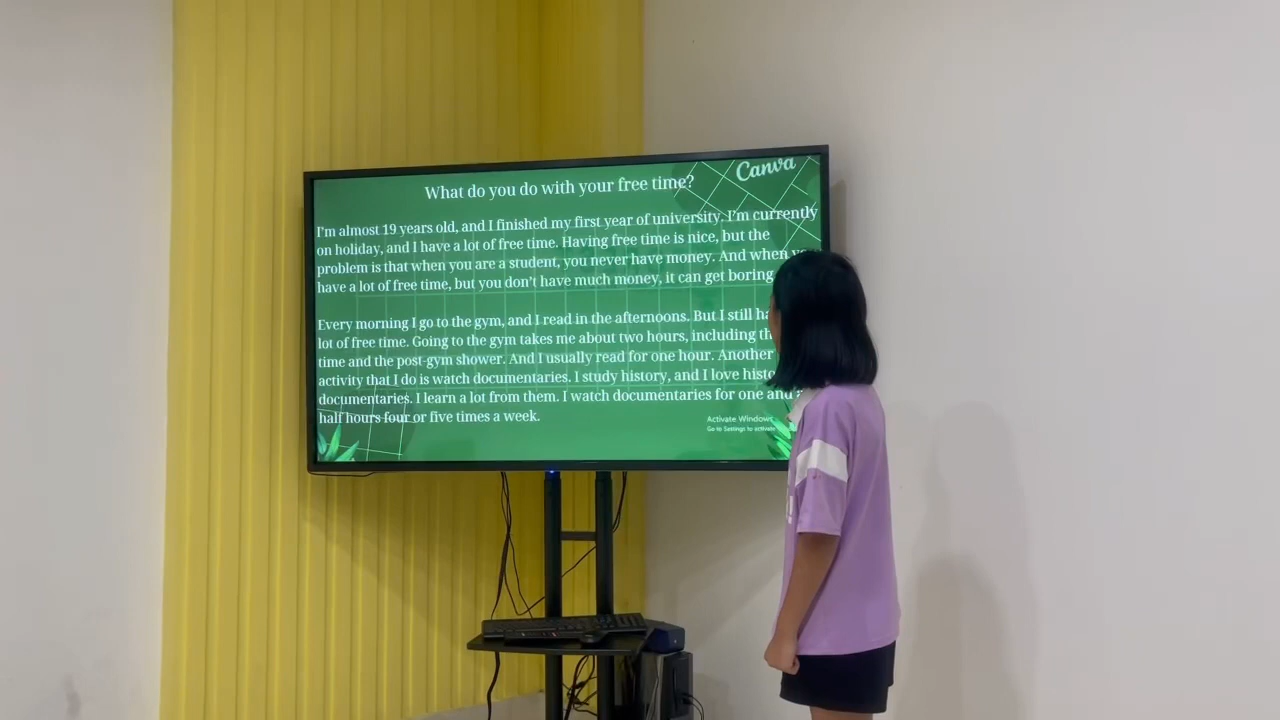 Canva
What do you do with your free time?
I'm almost 19 years old, and I finished my first year of university. I'm currently
on holiday, and I have a lot of free time. Having free time is nice, but the
problem is that when you are a student, you never have money. And when
have a lot of free time, but you don't have much money, it can get boring
Every morning I go to the gym, and I read in the afternoons. But I still
lot of free time. Going to the gym takes me about two hours, including
time and the post-gym shower. And I usually read for one hour. Another
activity that I do is watch documentaries. I study history, and I love
documentaries. I learn a lot from them. I watch documentaries for one and
half hours four or five times a week.
Activate Windows
Go to Settings to activate